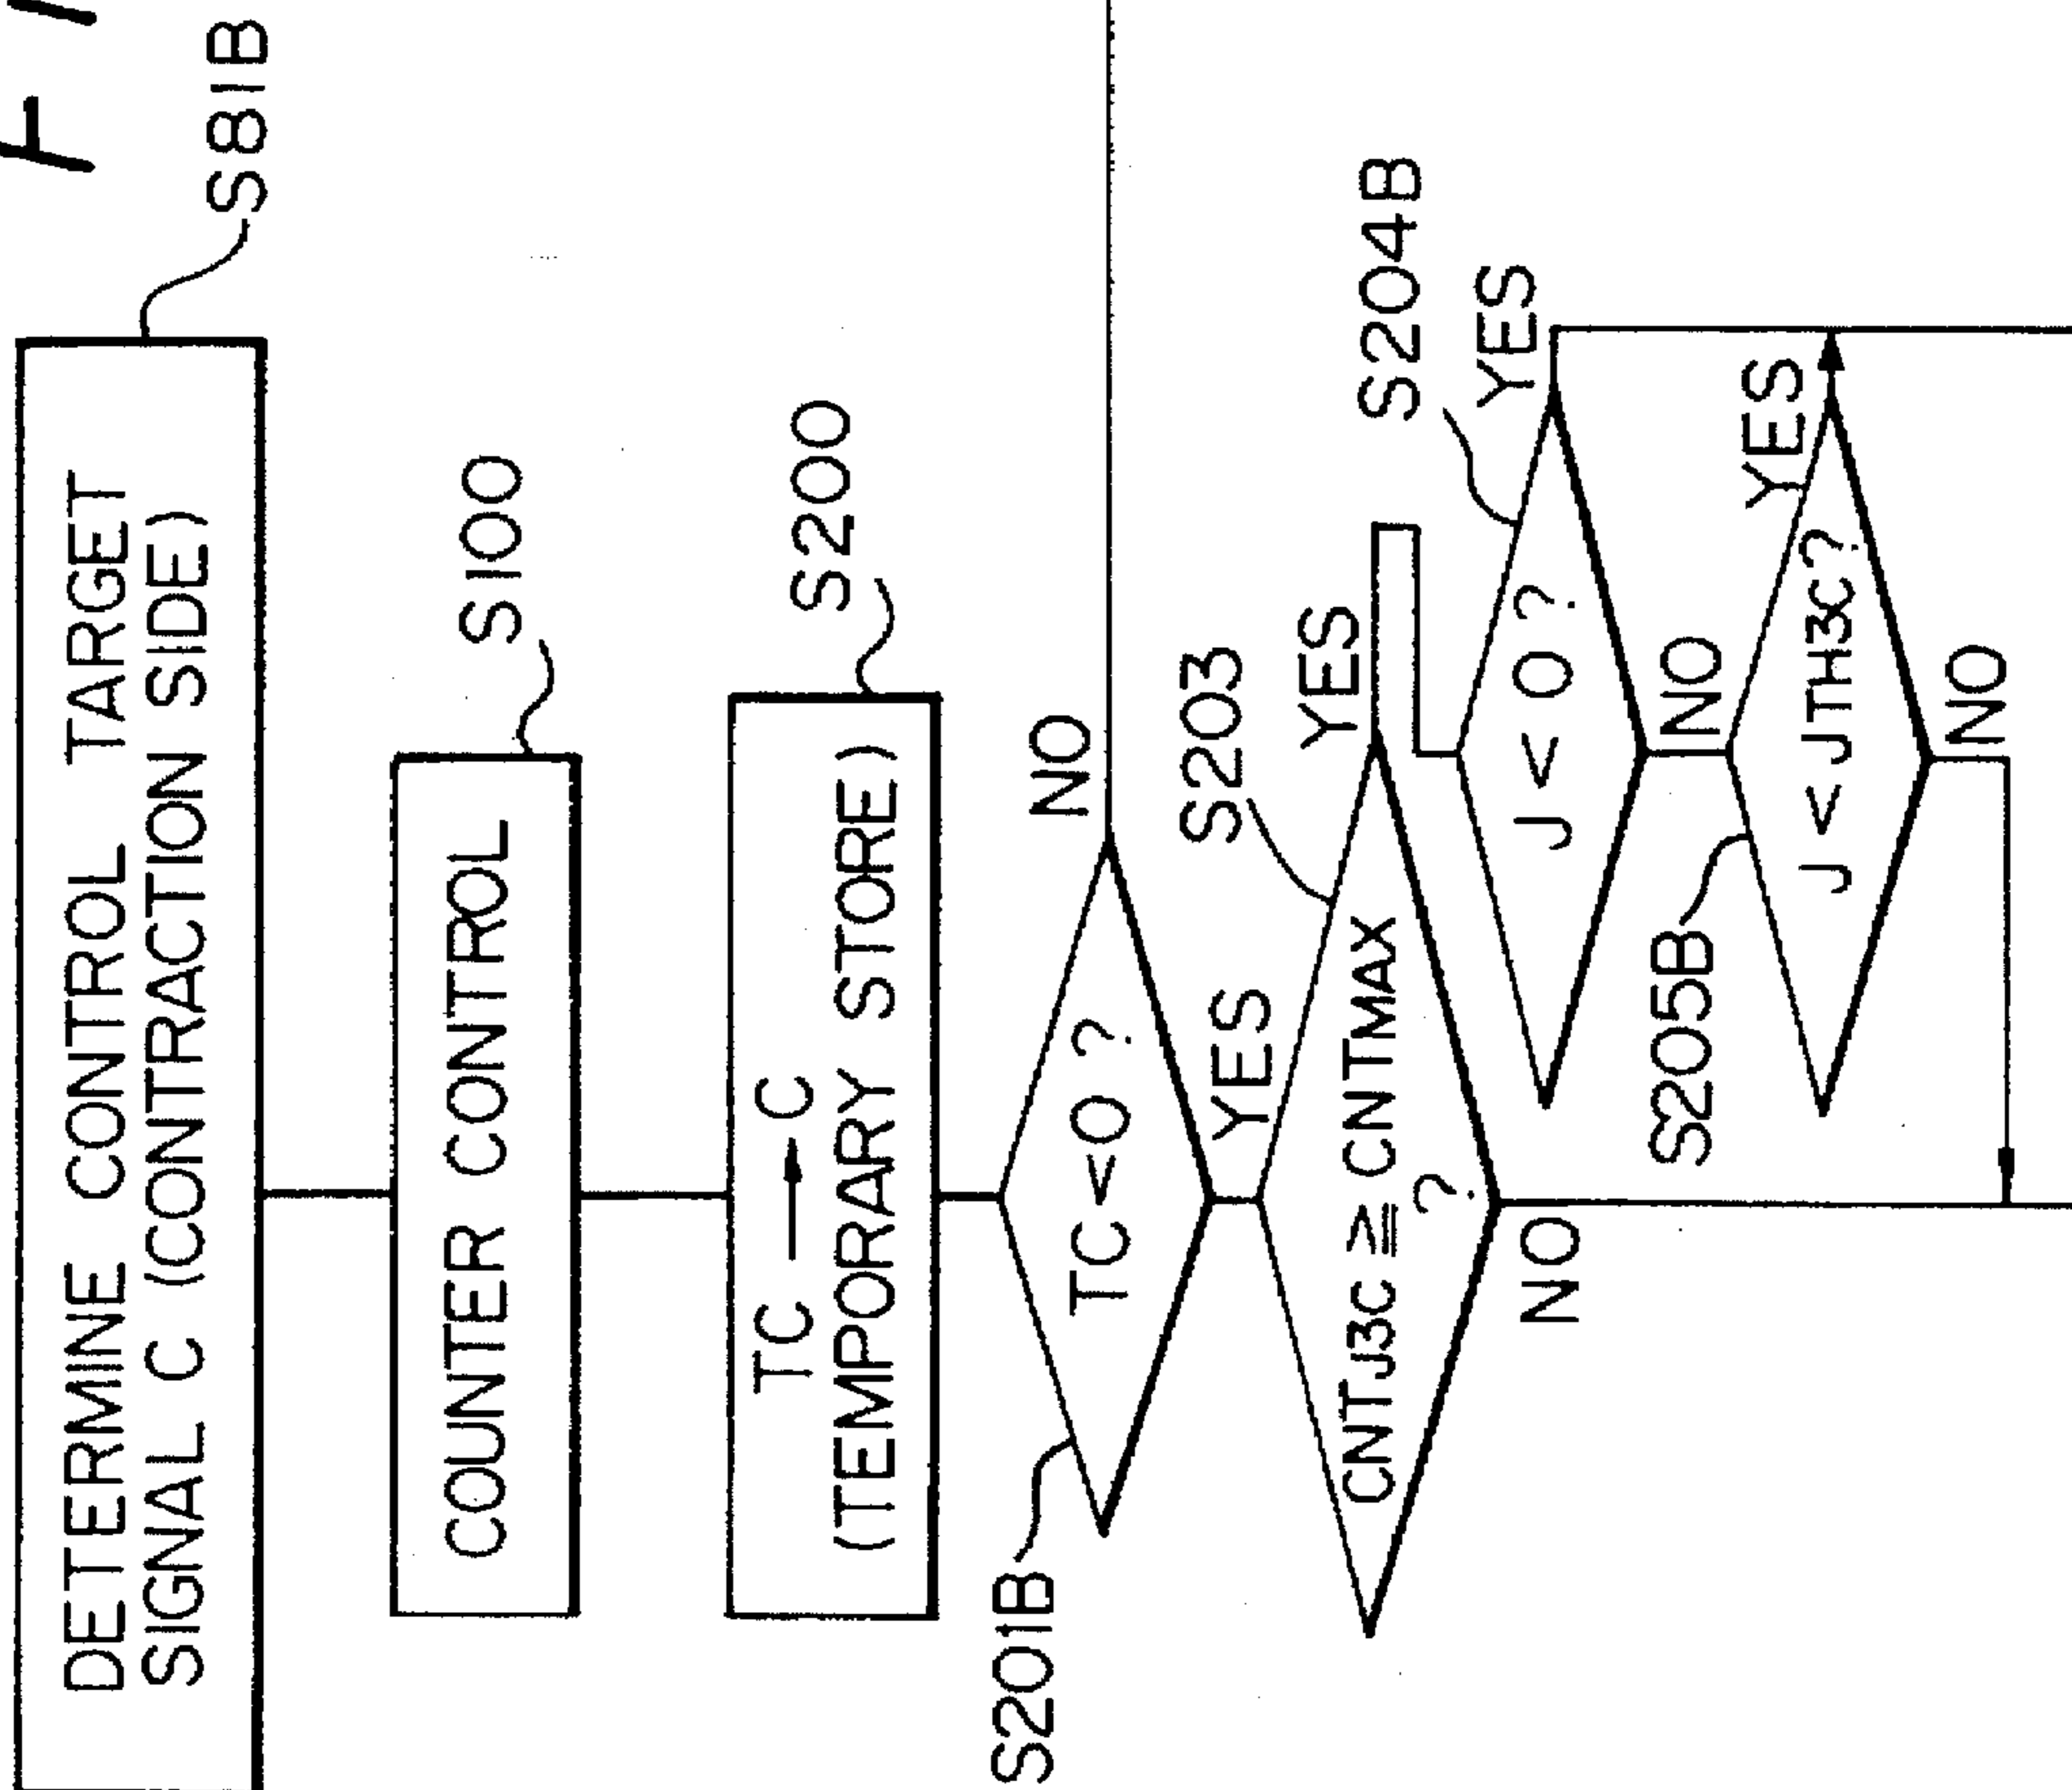 DETERMINE CONTROL TARGET
SIGNAL C (CONTRACTION SIDE)
S81B
COUNTER CONTROL
S100
TC → C
(TEMPORARY STORE)
S200
S201B
TC < 0 ?
NO
YES
S203
CNTJ3C ≧ CNTMAX
?
YES
NO
S204B
J < 0 ?
YES
NO
S205B
J < JTH3C?
YES
NO